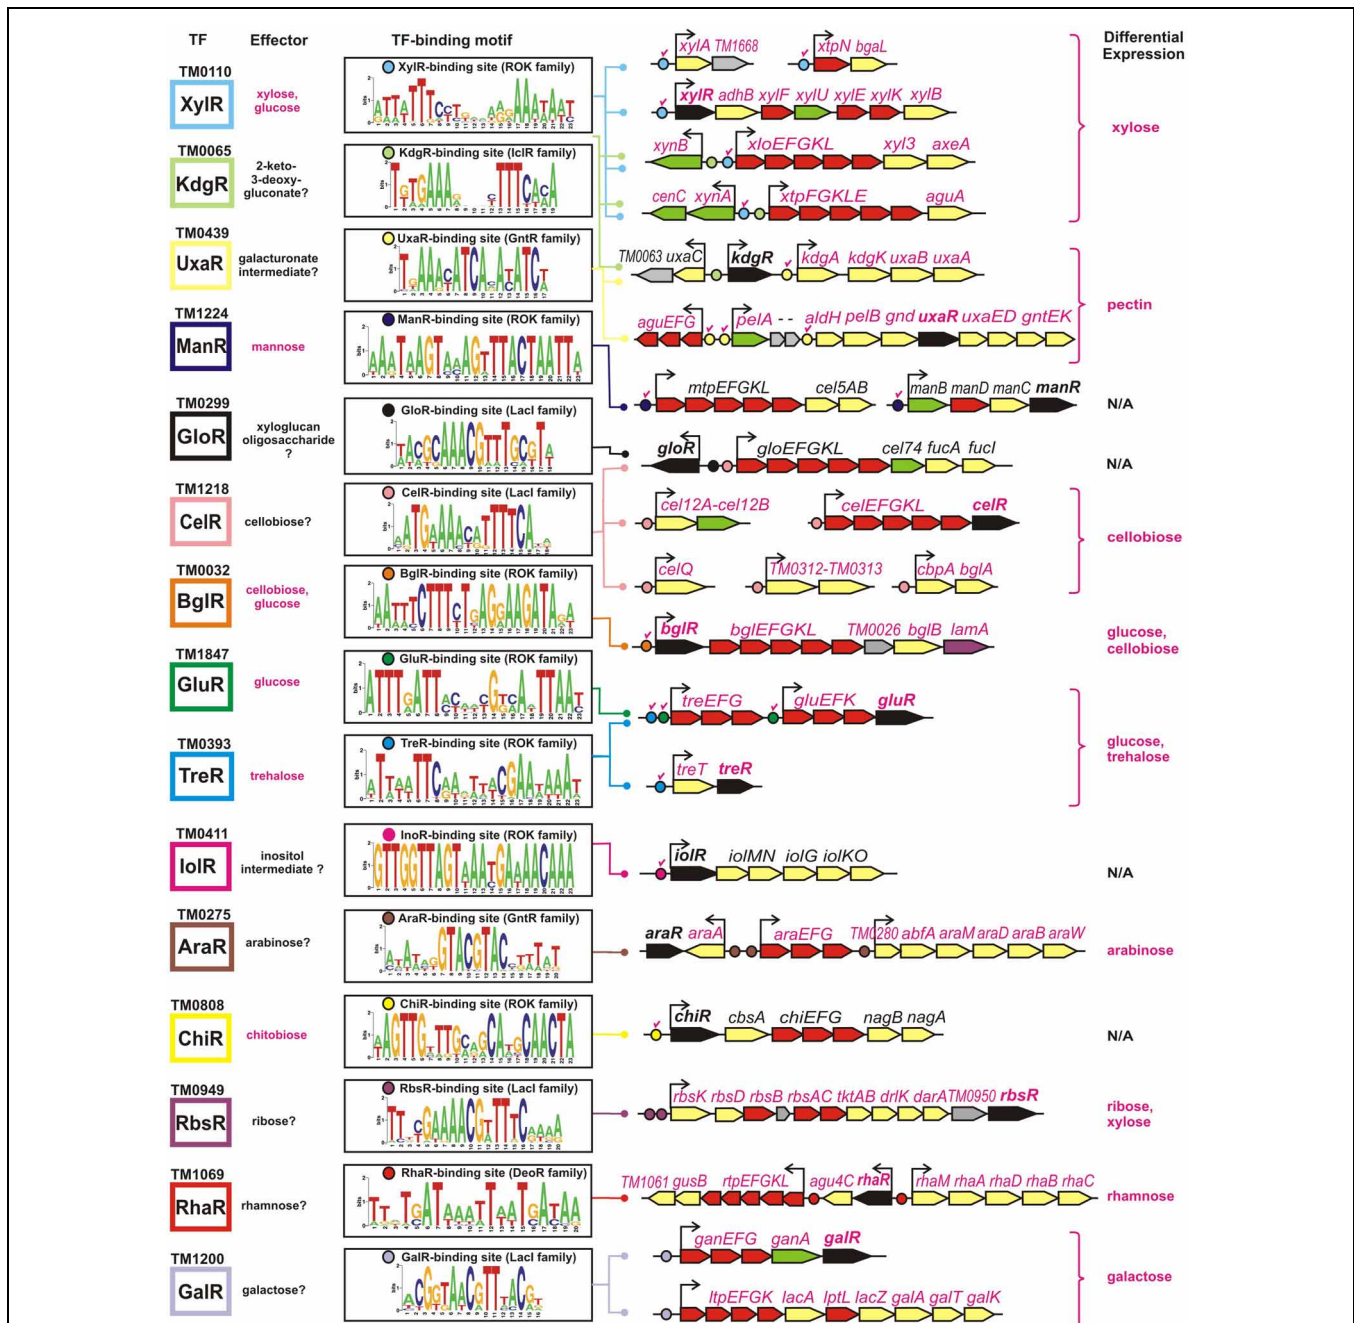 TF Effector TF-binding motif Differential
Expression
TM0110
XylR
xylose,
glucose
XylR-binding site (ROK family)
xylA TM1668
xtpN bgaL
xylR adhB xylF xylU xylE xylK xylB
xylose
TM0065
KdgR
2-keto-
3-deoxy-
gluconate?
KdgR-binding site (IclR family)
xynB xloEFGKL xyl3 axeA
cenC xynA xtpFGKLE aguA
TM0439
UxaR
galacturonate
intermediate?
UxaR-binding site (GntR family)
TM0063 uxaC kdgR kdgA kdgK uxaB uxaA
pectin
aguEFG pelA -- aldH pelB gnd uxaR uxaED gntEK
TM1224
ManR
mannose
ManR-binding site (ROK family)
mtpEFGKL cel5AB
manB manD manC manR
N/A
TM0299
GloR
xyloglucan
oligosaccharide
?
GloR-binding site (LacI family)
gloR gloEFGKL cel74 fucA fucI
N/A
TM1218
CelR
cellobiose?
CelR-binding site (LacI family)
cel12A-cel12B
celEFGKL celR
cellobiose
celQ
TM0312-TM0313
cbpA bglA
TM0032
BglR
cellobiose,
glucose
BglR-binding site (ROK family)
bglR bglEFGKL TM0026 bglB lamA
glucose,
cellobiose
TM1847
GluR
glucose
GluR-binding site (ROK family)
treEFG gluEFK gluR
glucose,
trehalose
TM0393
TreR
trehalose
TreR-binding site (ROK family)
treT treR
TM0411
IolR
inositol
intermediate ?
InoR-binding site (ROK family)
iolR iolMN iolG iolKO
N/A
TM0275
AraR
arabinose?
AraR-binding site (GntR family)
araR araA araEFG TM0280 abfA araM araD araB araW
arabinose
TM0808
ChiR
chitobiose
ChiR-binding site (ROK family)
chiR cbsA chiEFG nagB nagA
N/A
TM0949
RbsR
ribose?
RbsR-binding site (LacI family)
rbsK rbsD rbsB rbsAC tktAB drlK darA TM0950 rbsR
ribose,
xylose
TM1069
RhaR
rhamnose?
RhaR-binding site (DeoR family)
TM1061 gusB rtpEFGKL agu4C rhaR rhaM rhaA rhaD rhaB rhaC
rhamnose
TM1200
GalR
galactose?
GalR-binding site (LacI family)
ganEFG ganA galR
galactose
ltpEFGK lacA lptL lacZ galA galT galK